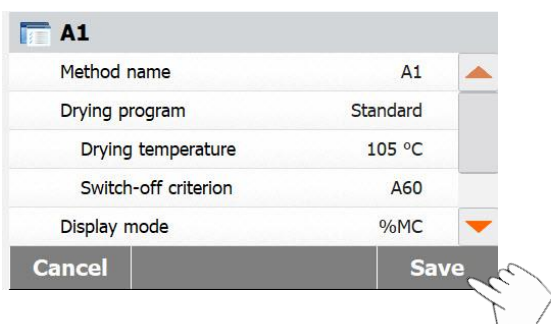 A1
Method name A1
Drying program Standard
Drying temperature 105 °C
Switch-off criterion A60
Display mode %MC
Cancel Save